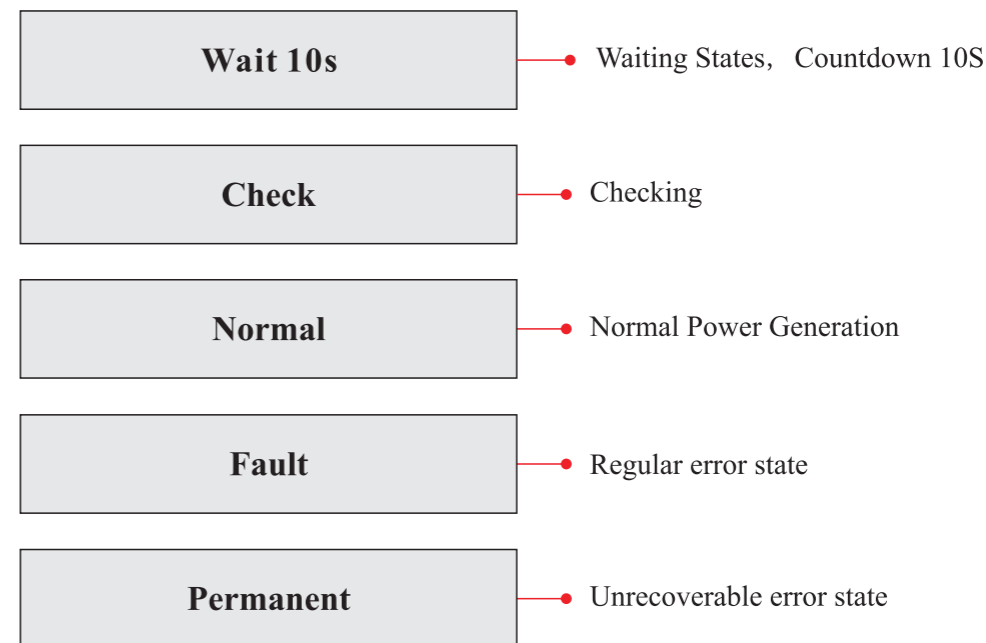 Wait 10s
Waiting States, Countdown 10S
Check
Checking
Normal
Normal Power Generation
Fault
Regular error state
Permanent
Unrecoverable error state